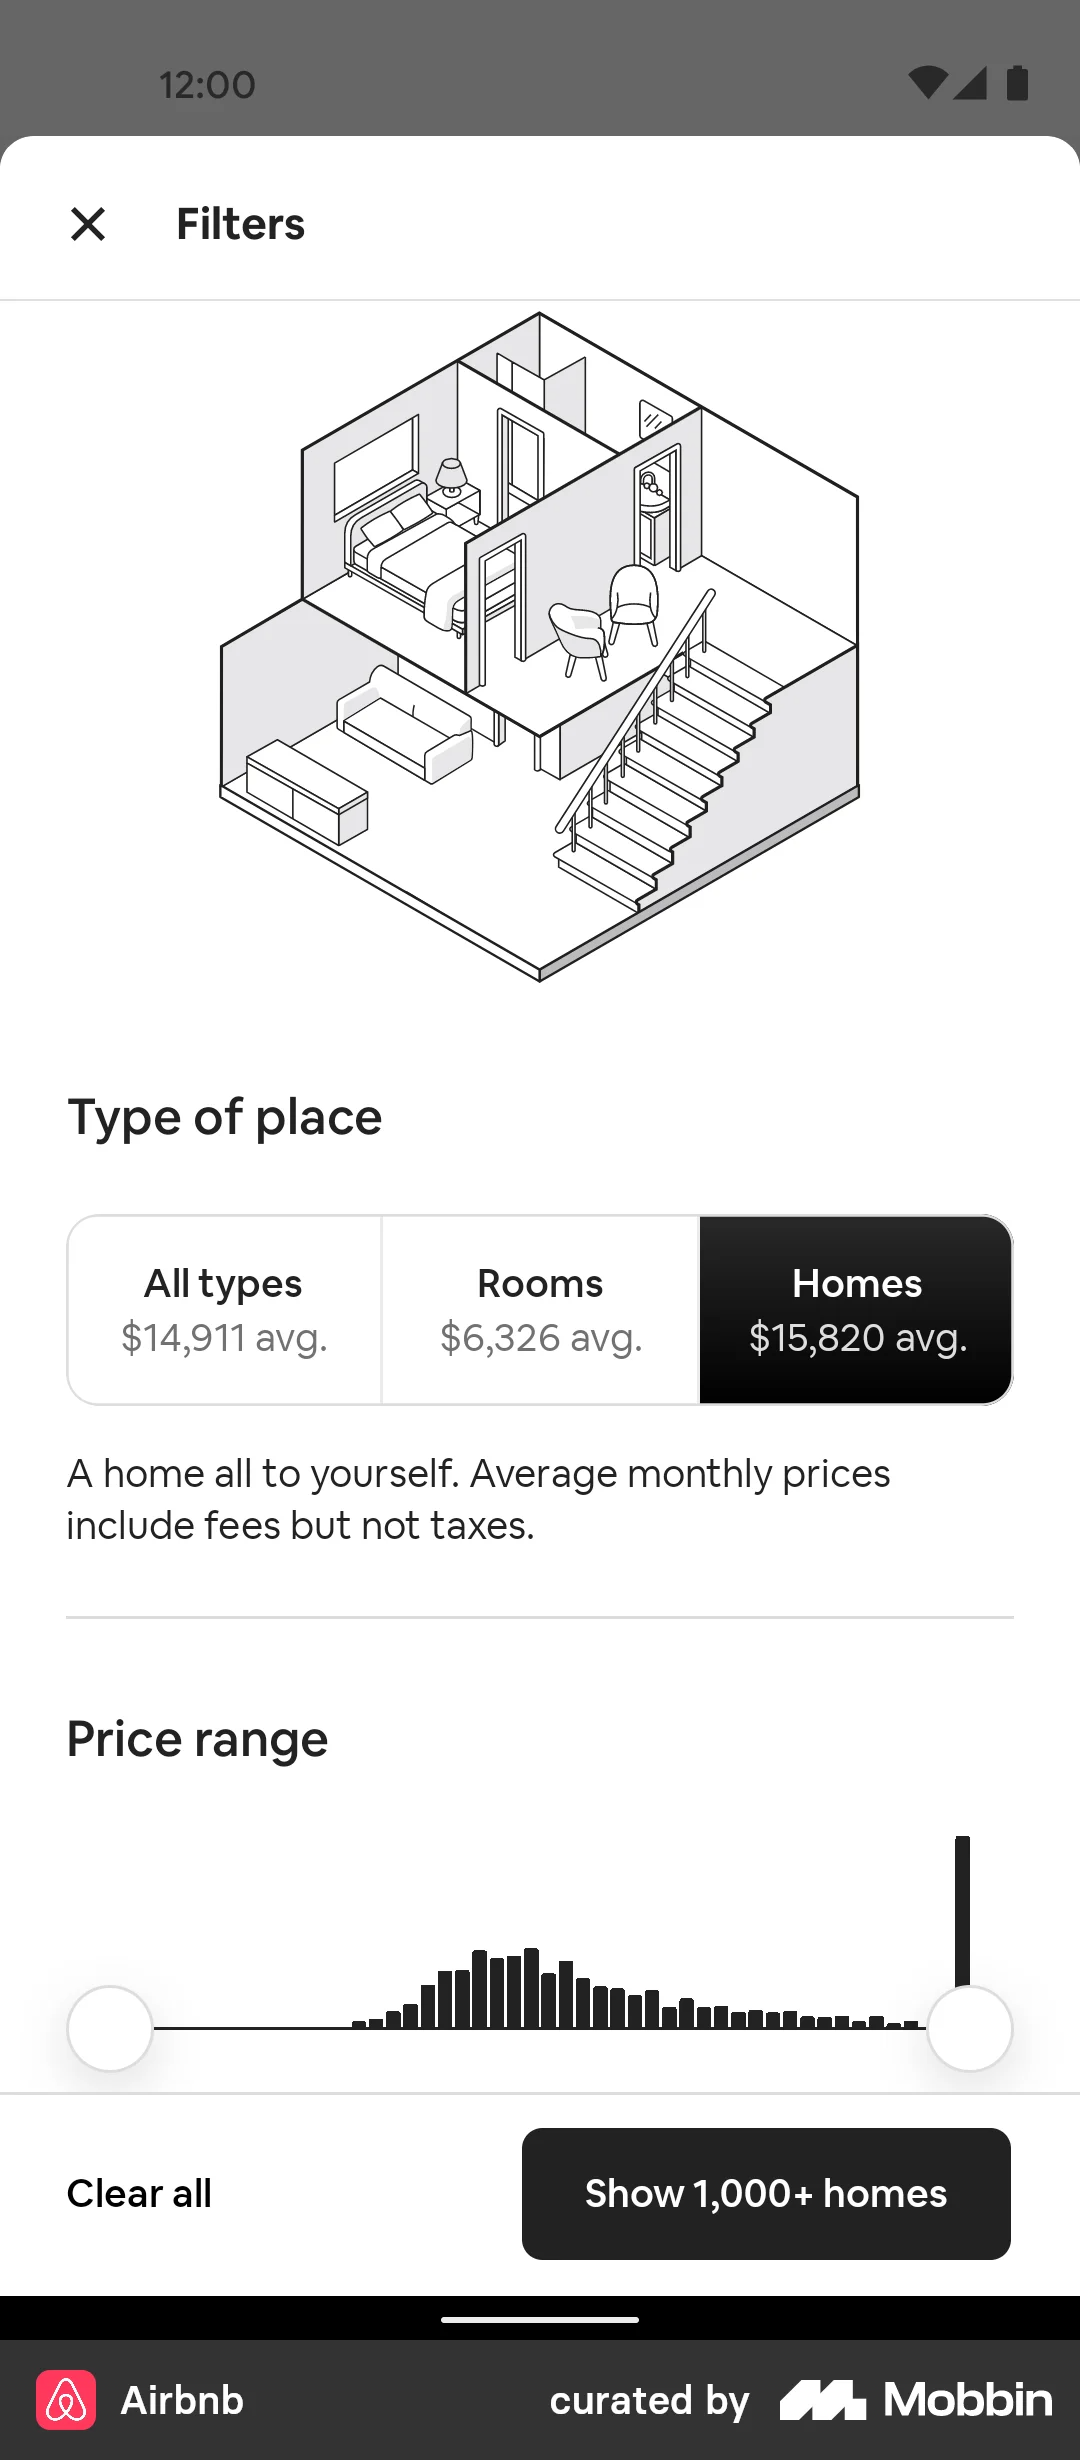 12:00
Filters
Type of place
All types
$14,911 avg.
Rooms
$6,326 avg.
Homes
$15,820 avg.
A home all to yourself. Average monthly prices
include fees but not taxes.
Price range
Clear all
Show 1,000+ homes
Airbnb
curated by Mobbin